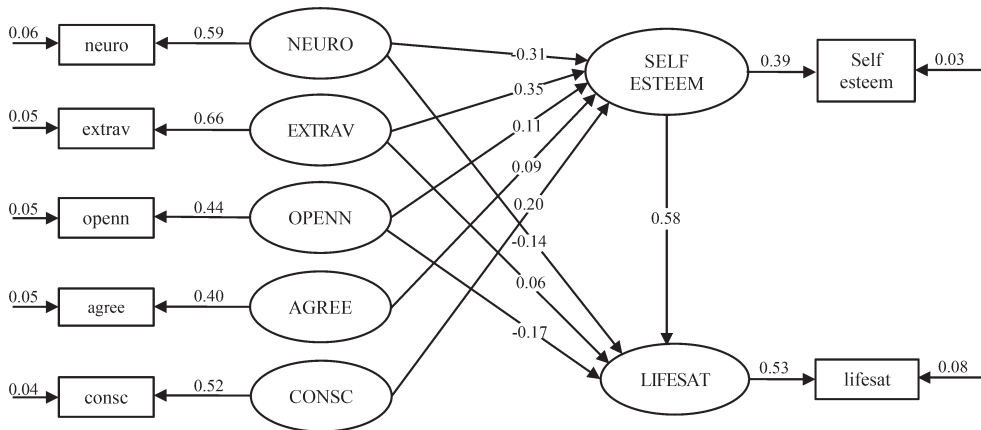 0.06
neuro
0.59
NEURO
-0.31
SELF
ESTEEM
0.39
Self
esteem
0.03
0.05
extrav
0.66
EXTRAV
0.35
0.11
0.05
openn
0.44
OPENN
0.09
0.20
-0.14
0.58
0.05
agree
0.40
AGREE
0.06
-0.17
0.04
consc
0.52
CONSC
LIFESAT
0.53
lifesat
0.08